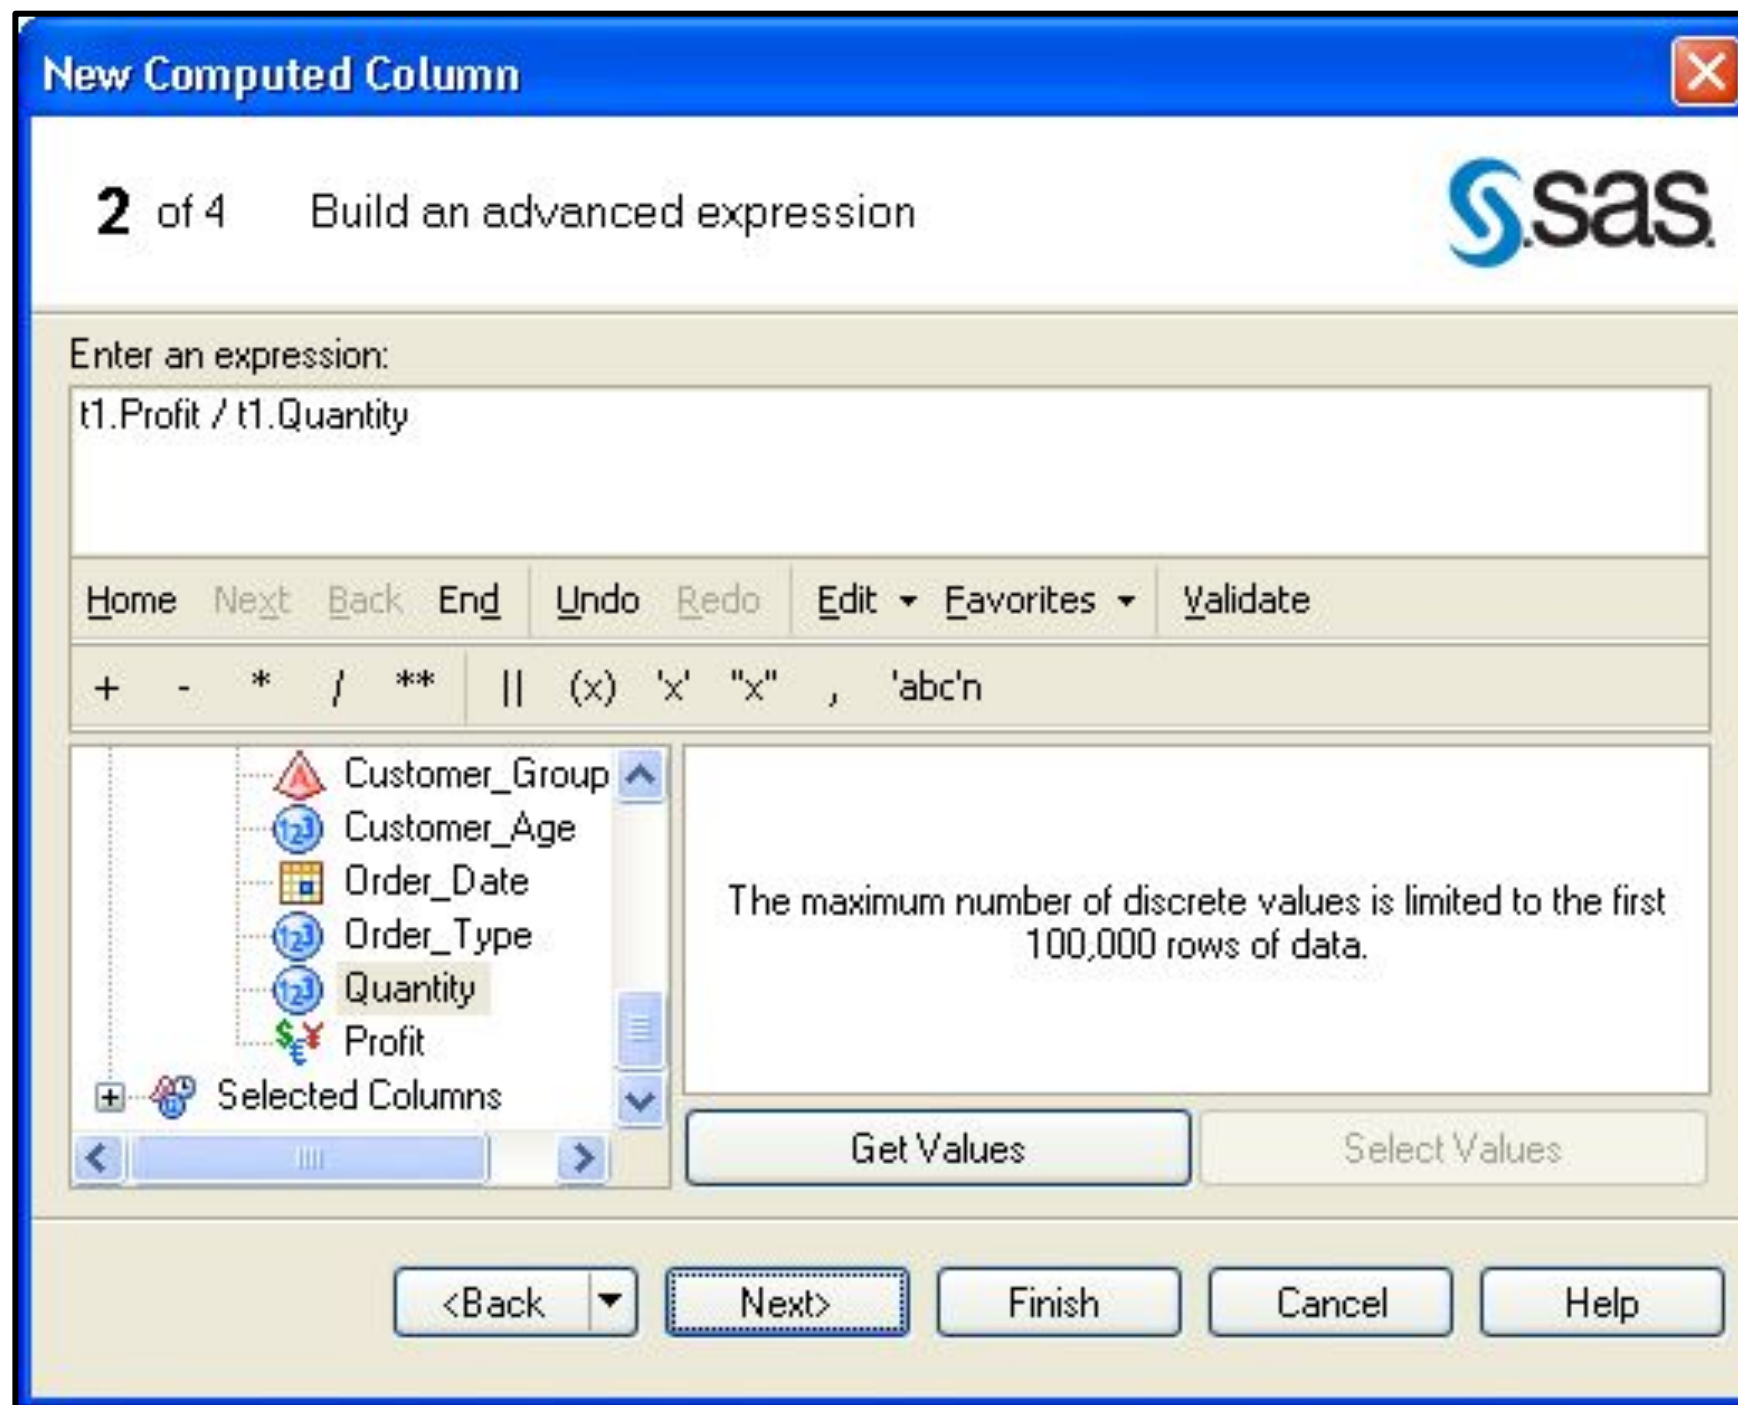 New Computed Column
2 of 4 Build an advanced expression
sas
Enter an expression:
t1.Profit / t1.Quantity
Home Next Back End Undo Redo Edit Favorites Validate
+ - * / ** || (x) 'x' "x" , 'abc'n
Customer_Group
Customer_Age
Order_Date
Order_Type
Quantity
Profit
Selected Columns
The maximum number of discrete values is limited to the first
100,000 rows of data.
Get Values Select Values
<Back Next> Finish Cancel Help